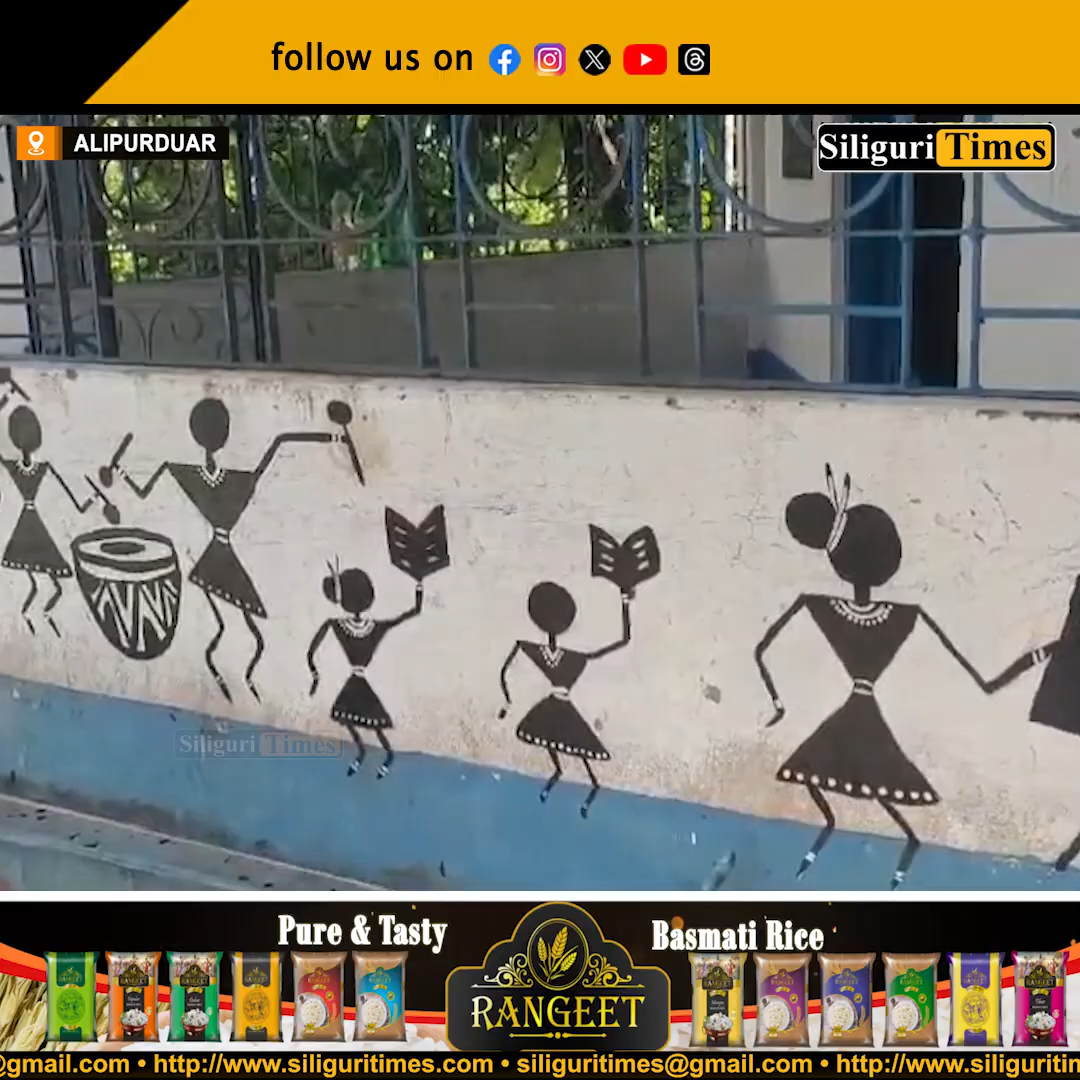 follow us on
ALIPURDUAR
Siliguri Times
Siliguri Times
Pure & Tasty
Basmati Rice
RANGEET
@gmail.com • http://www.siliguritimes.com • siliguritimes@gmail.com • http://www.siliguritim